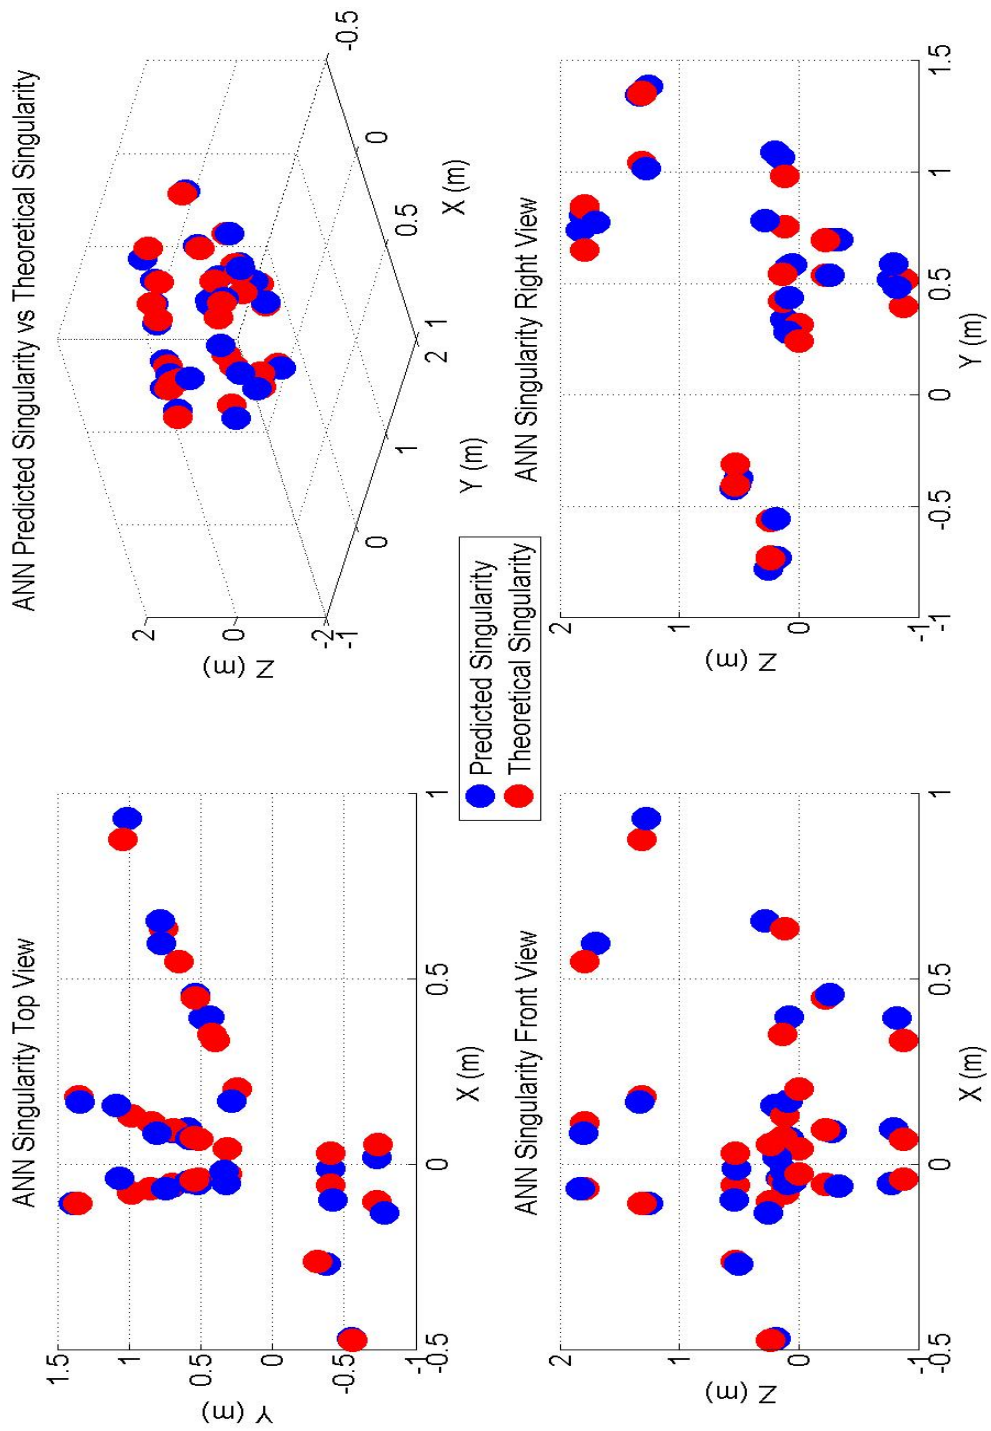 ANN Singularity Top View
Y (m)
1.5
1
0.5
0.0
-0.5
-1
-0.5
0
0.5
1
X (m)
ANN Predicted Singularity vs Theoretical Singularity
Z (m)
2
0
-2
-1
0
1
2
Y (m)
1
0.5
0
-0.5
X (m)
Predicted Singularity
Theoretical Singularity
ANN Singularity Front View
Z (m)
2
1
0
-1
-0.5
0
0.5
1
X (m)
ANN Singularity Right View
Z (m)
2
1
0
-1
-1
-0.5
0
0.5
1
1.5
Y (m)